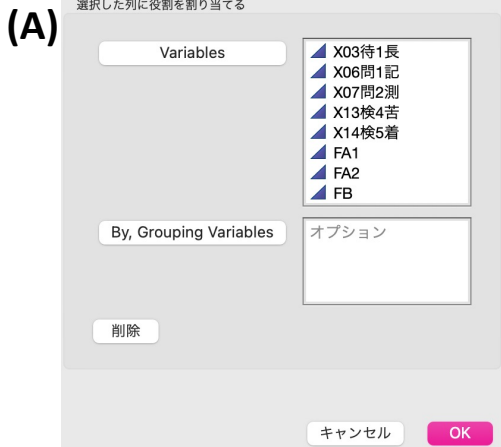 選択した列に役割を割り当てる
(A)
Variables
X03待1長
X06問1記
X07問2測
X13検4苦
X14検5着
FA1
FA2
FB
By, Grouping Variables
オプション
削除
キャンセル
OK